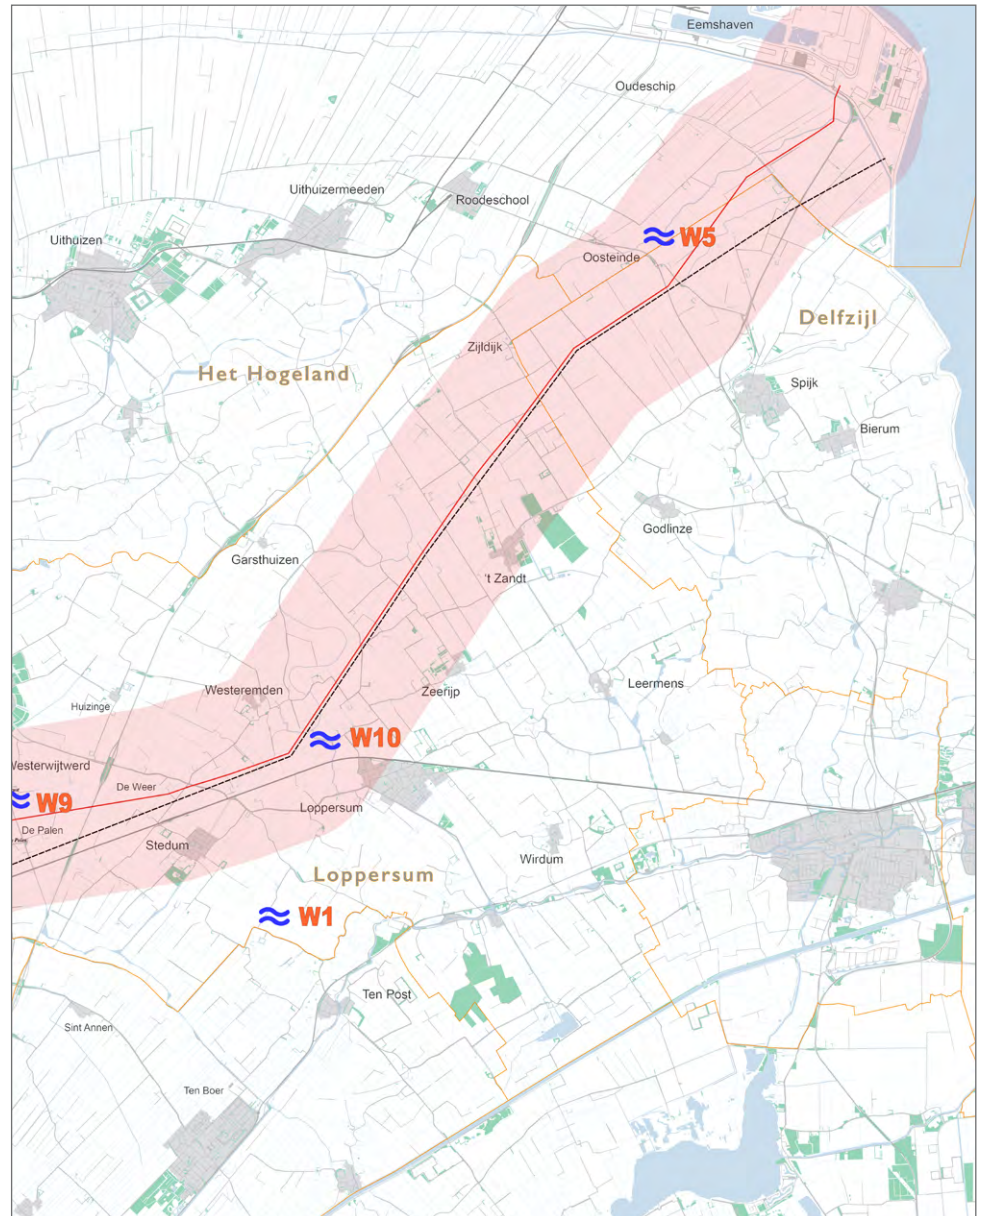 Eemshaven
Oudeschip
Uithuizermeeden
Roodeschool
Uithuizen
W5
Oosteinde
Delfzijl
Zijldijk
Het Hogeland
Spijk
Bierum
Godlinze
Garsthuizen
't Zandt
Leermens
Westeremden
Zeerijp
Huizinge
W10
Westerwijtwerd
De Weer
W9
Loppersum
De Palen
Stedum
Wirdum
Loppersum
W1
Ten Post
Sint Annen
Ten Boer